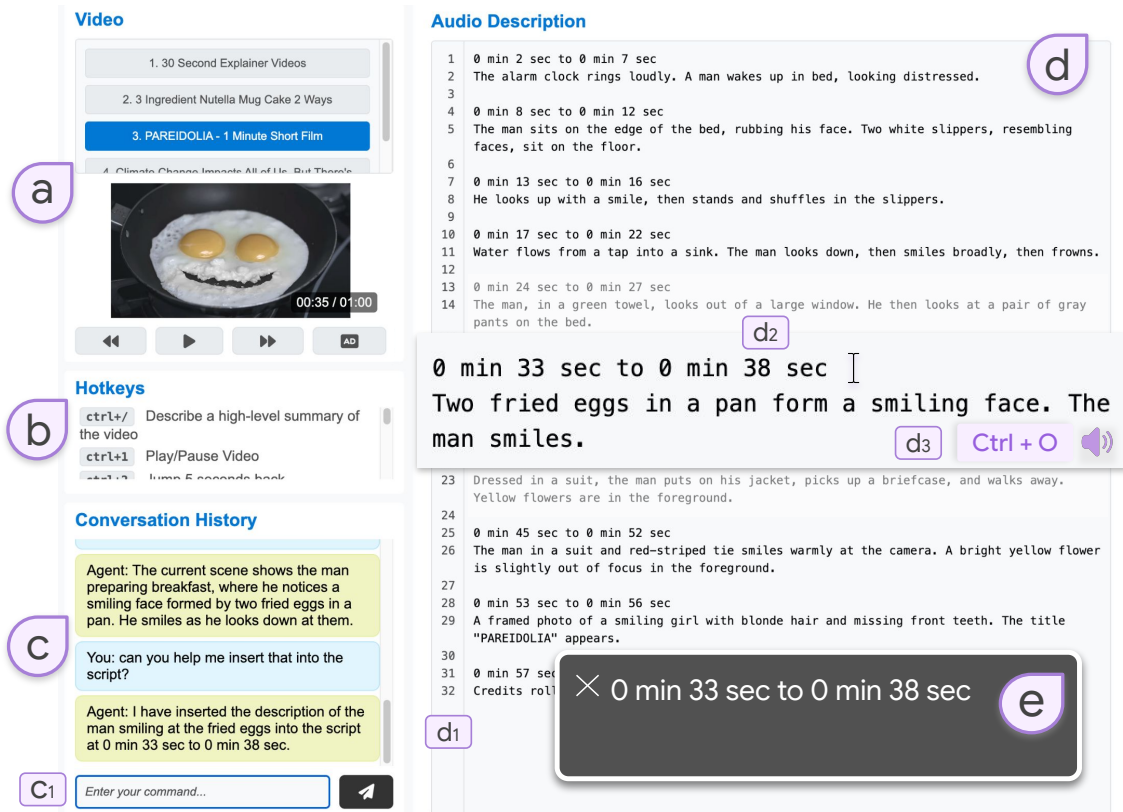 Video
1. 30 Second Explainer Videos
2. 3 Ingredient Nutella Mug Cake 2 Ways
3. PAREIDOLIA - 1 Minute Short Film
4. Climate Change Impacts All of Us. But There's
a
00:35 / 01:00
AD
Hotkeys
b
ctrl+/ Describe a high-level summary of
the video
ctrl+1 Play/Pause Video
ctrl+2 Jump 5 seconds back
Conversation History
Agent: The current scene shows the man
preparing breakfast, where he notices a
smiling face formed by two fried eggs in a
pan. He smiles as he looks down at them.
c
You: can you help me insert that into the
script?
Agent: I have inserted the description of the
man smiling at the fried eggs into the script
at 0 min 33 sec to 0 min 38 sec.
c1
Enter your command...
Audio Description
d
1 0 min 2 sec to 0 min 7 sec
2 The alarm clock rings loudly. A man wakes up in bed, looking distressed.
3
4 0 min 8 sec to 0 min 12 sec
5 The man sits on the edge of the bed, rubbing his face. Two white slippers, resembling
faces, sit on the floor.
6
7 0 min 13 sec to 0 min 16 sec
8 He looks up with a smile, then stands and shuffles in the slippers.
9
10 0 min 17 sec to 0 min 22 sec
11 Water flows from a tap into a sink. The man looks down, then smiles broadly, then frowns.
12
13 0 min 24 sec to 0 min 27 sec
14 The man, in a green towel, looks out of a large window. He then looks at a pair of gray
pants on the bed.
d2
0 min 33 sec to 0 min 38 sec
Two fried eggs in a pan form a smiling face. The
man smiles.
d3
Ctrl + O
23 Dressed in a suit, the man puts on his jacket, picks up a briefcase, and walks away.
Yellow flowers are in the foreground.
24
25 0 min 45 sec to 0 min 52 sec
26 The man in a suit and red-striped tie smiles warmly at the camera. A bright yellow flower
is slightly out of focus in the foreground.
27
28 0 min 53 sec to 0 min 56 sec
29 A framed photo of a smiling girl with blonde hair and missing front teeth. The title
"PAREIDOLIA" appears.
30
31 0 min 57 sec
32 Credits roll
d1
0 min 33 sec to 0 min 38 sec
e